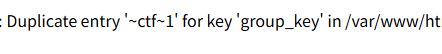 : Duplicate entry '~ctf~1' for key 'group_key' in /var/www/ht